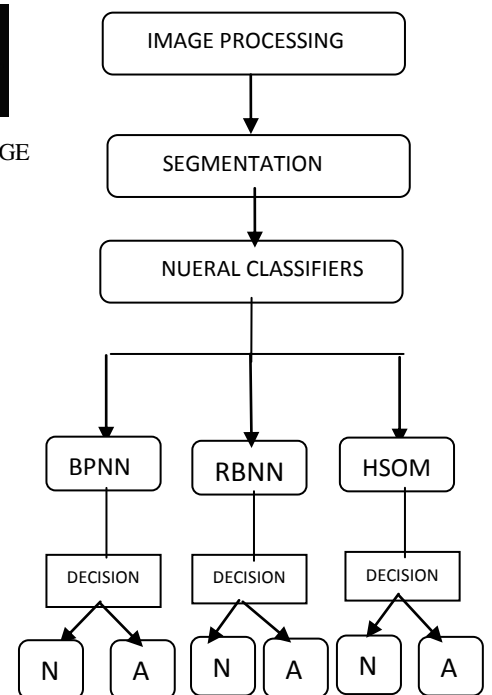 IMAGE PROCESSING
GE
SEGMENTATION
NUERAL CLASSIFIERS
BPNN
RBNN
HSOM
DECISION
DECISION
DECISION
N
A
N
A
N
A